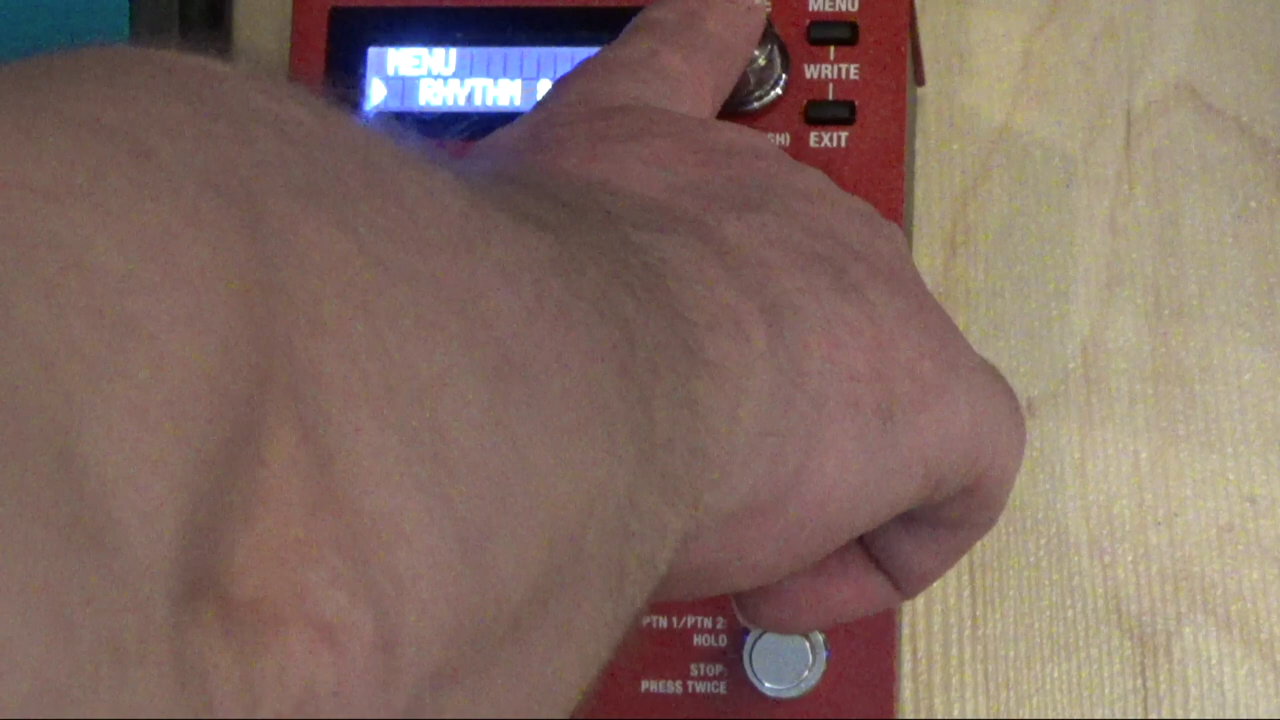 MENU
MENU
RHYTHM
WRITE
EXIT
PTN 1/PTN 2:
HOLD
STOP:
PRESS TWICE